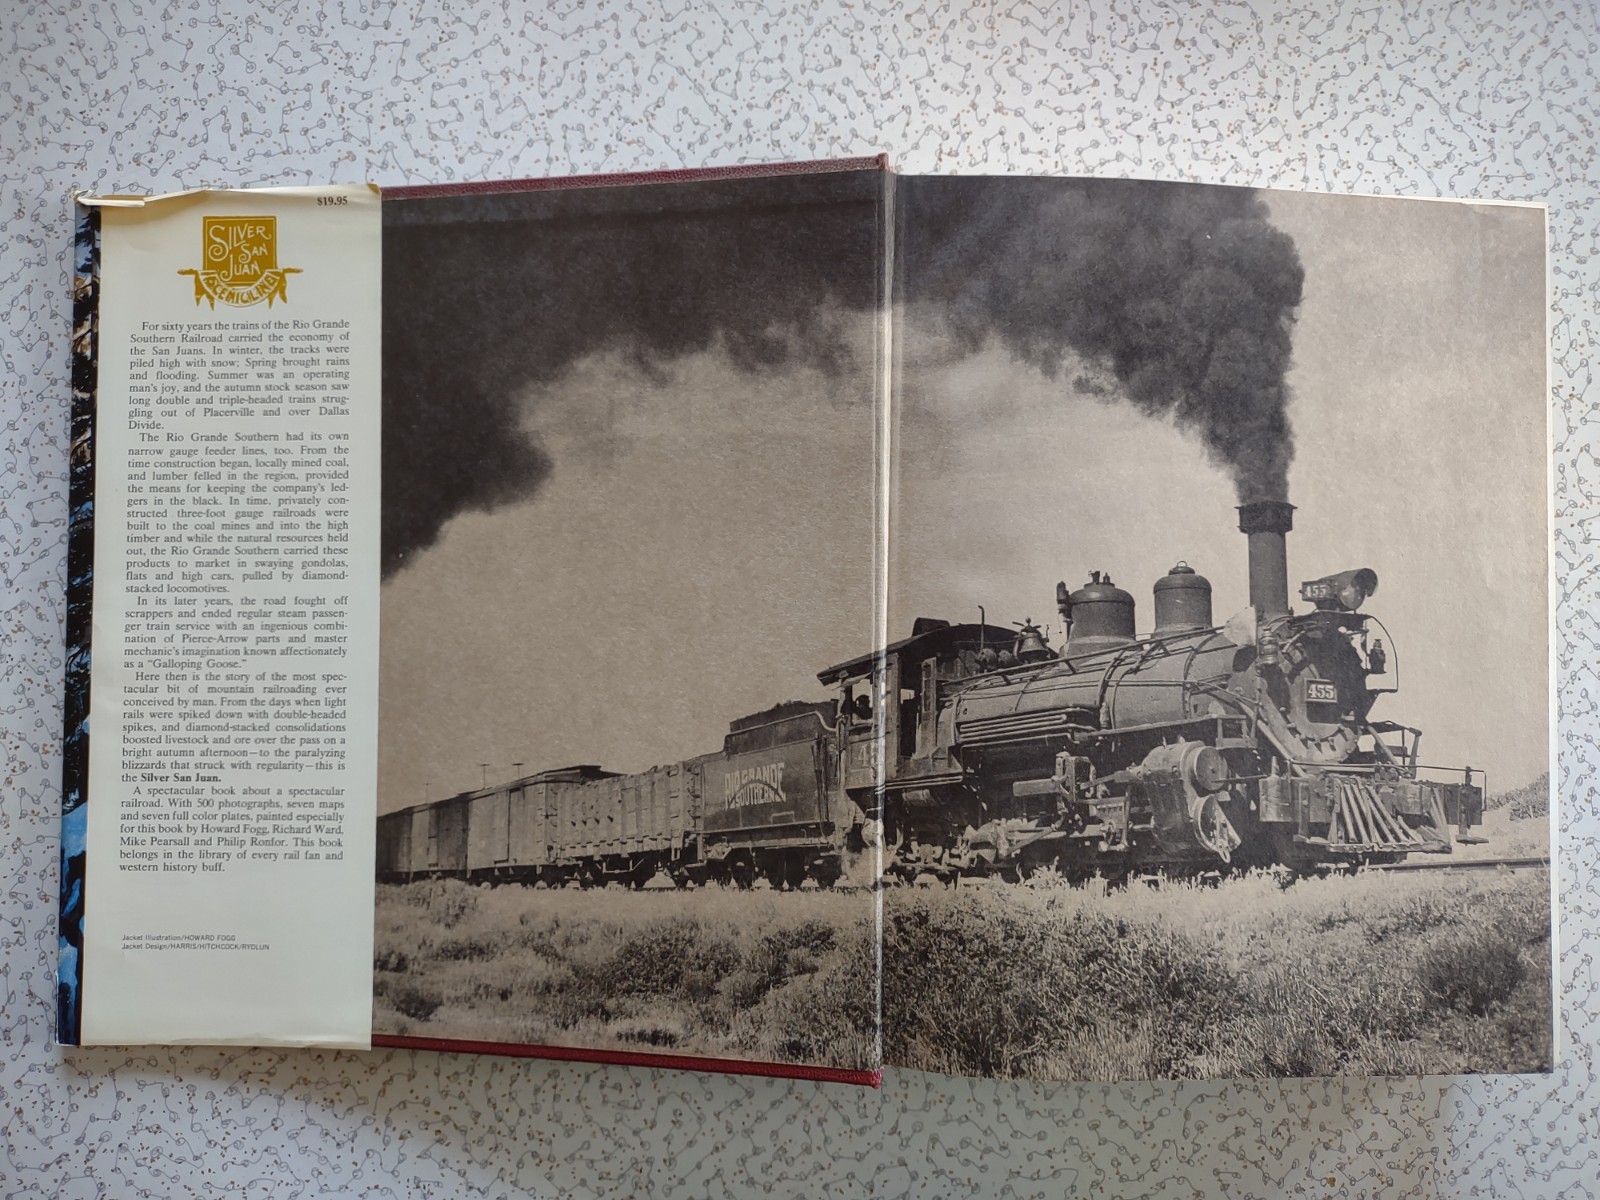 $19.95
SILVER
SAN
JUAN
SCENIC LINE
For sixty years the trains of the Rio Grande
Southern Railroad carried the economy of
the San Juans. In winter, the tracks were
piled high with snow; Spring brought rains
and flooding. Summer was an operating
man's joy, and the autumn stock season saw
long double and triple-headed trains strug-
gling out of Placerville and over Dallas
Divide.
The Rio Grande Southern had its own
narrow gauge feeder lines, too. From the
time construction began, locally mined coal,
and lumber felled in the region, provided
the means for keeping the company's led-
gers in the black. In time, privately con-
structed three-foot gauge railroads were
built to the coal mines and into the high
timber and while the natural resources held
out, the Rio Grande Southern carried these
products to market in swaying gondolas,
flats and high cars, pulled by diamond-
stacked locomotives.
In its later years, the road fought off
scrappers and ended regular steam passen-
ger train service with an ingenious combi-
nation of Pierce-Arrow parts and master
mechanic's imagination known affectionately
as a "Galloping Goose."
Here then is the story of the most spec-
tacular bit of mountain railroading ever
conceived by man. From the days when light
rails were spiked down with double-headed
spikes, and diamond-stacked consolidations
boosted livestock and ore over the pass on a
bright autumn afternoon—to the paralyzing
blizzards that struck with regularity—this is
the Silver San Juan.
A spectacular book about a spectacular
railroad. With 500 photographs, seven maps
and seven full color plates, painted especially
for this book by Howard Fogg, Richard Ward,
Mike Pearsall and Philip Ronfor. This book
belongs in the library of every rail fan and
western history buff.
Jacket Illustration/HOWARD FOGG
Jacket Design/HARRIS/HITCHCOCK/RYDLUN
455
455
RIO GRANDE
SOUTHERN